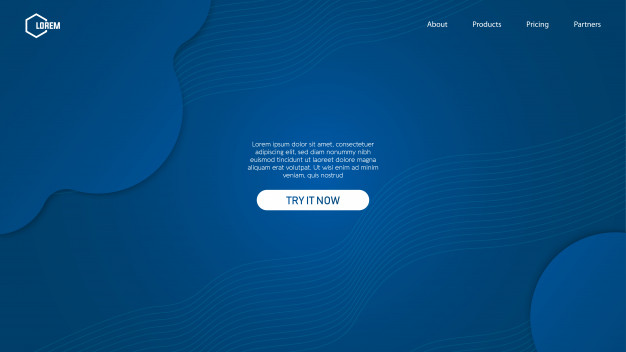 LOREM
About Products Pricing Partners
Lorem ipsum dolor sit amet, consectetuer
adipiscing elit, sed diam nonummy nibh
euismod tincidunt ut laoreet dolore magna
aliquam erat volutpat. Ut wisi enim ad minim
veniam, quis nostrud
TRY IT NOW